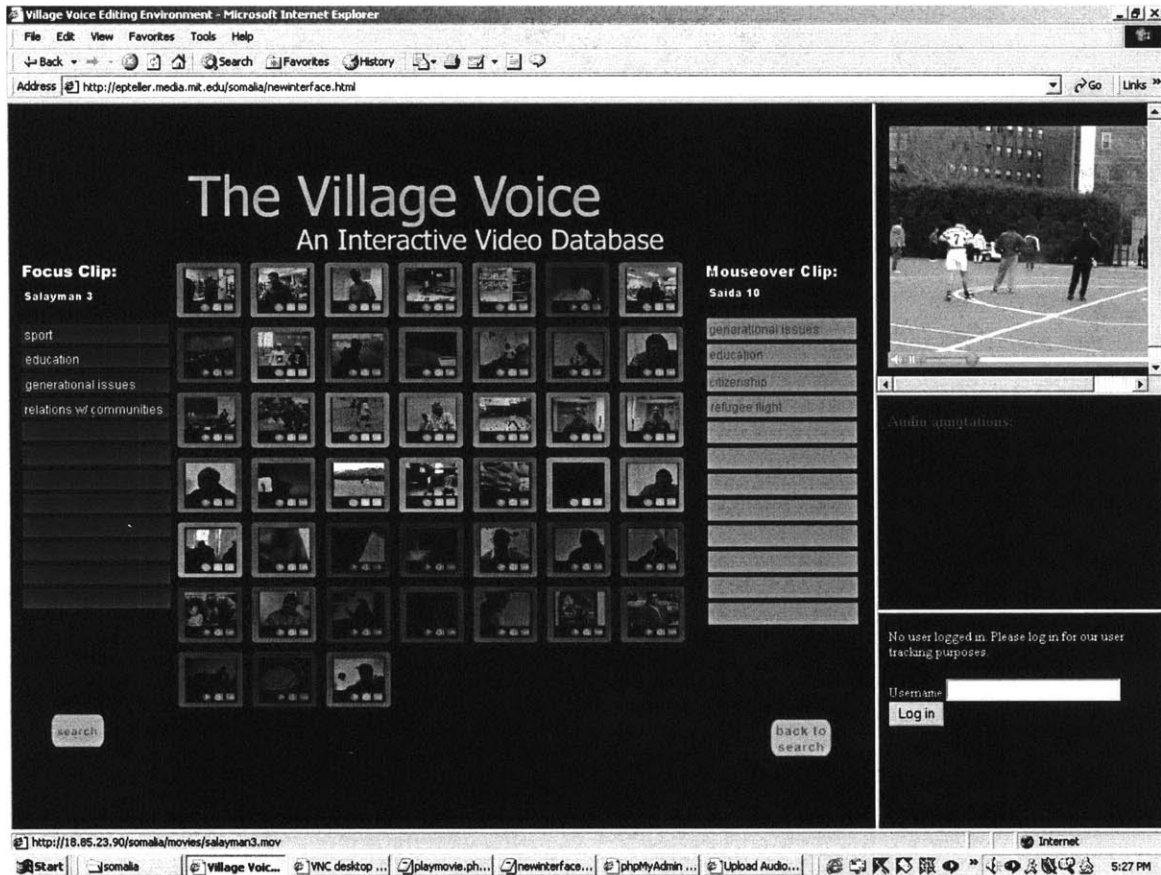 Village Voice Editing Environment - Microsoft Internet Explorer
File Edit View Favorites Tools Help
Back Search Favorites History
Address http://epteller.media.mit.edu/somalia/newinterface.html Go Links »
The Village Voice
An Interactive Video Database
Focus Clip:
Salayman 3
sport
education
generational issues
relations w/ communities
search
Mouseover Clip:
Saida 10
generational issues
education
citizenship
refugee flight
back to
search
Audio annotations:
No user logged in. Please log in for our user
tracking purposes.
Username
Log in
http://18.85.23.90/somalia/movies/salayman3.mov Internet
Start somalia Village Voic... VNC desktop ... playmovie.ph... newinterface... phpMyAdmin ... Upload Audio... » 5:27 PM